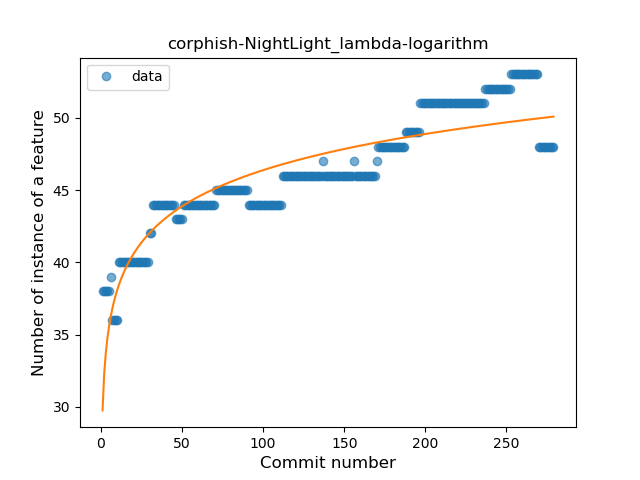 corphish-NightLight_lambda-logarithm
data
Number of instance of a feature
50
45
40
35
30
0 50 100 150 200 250
Commit number